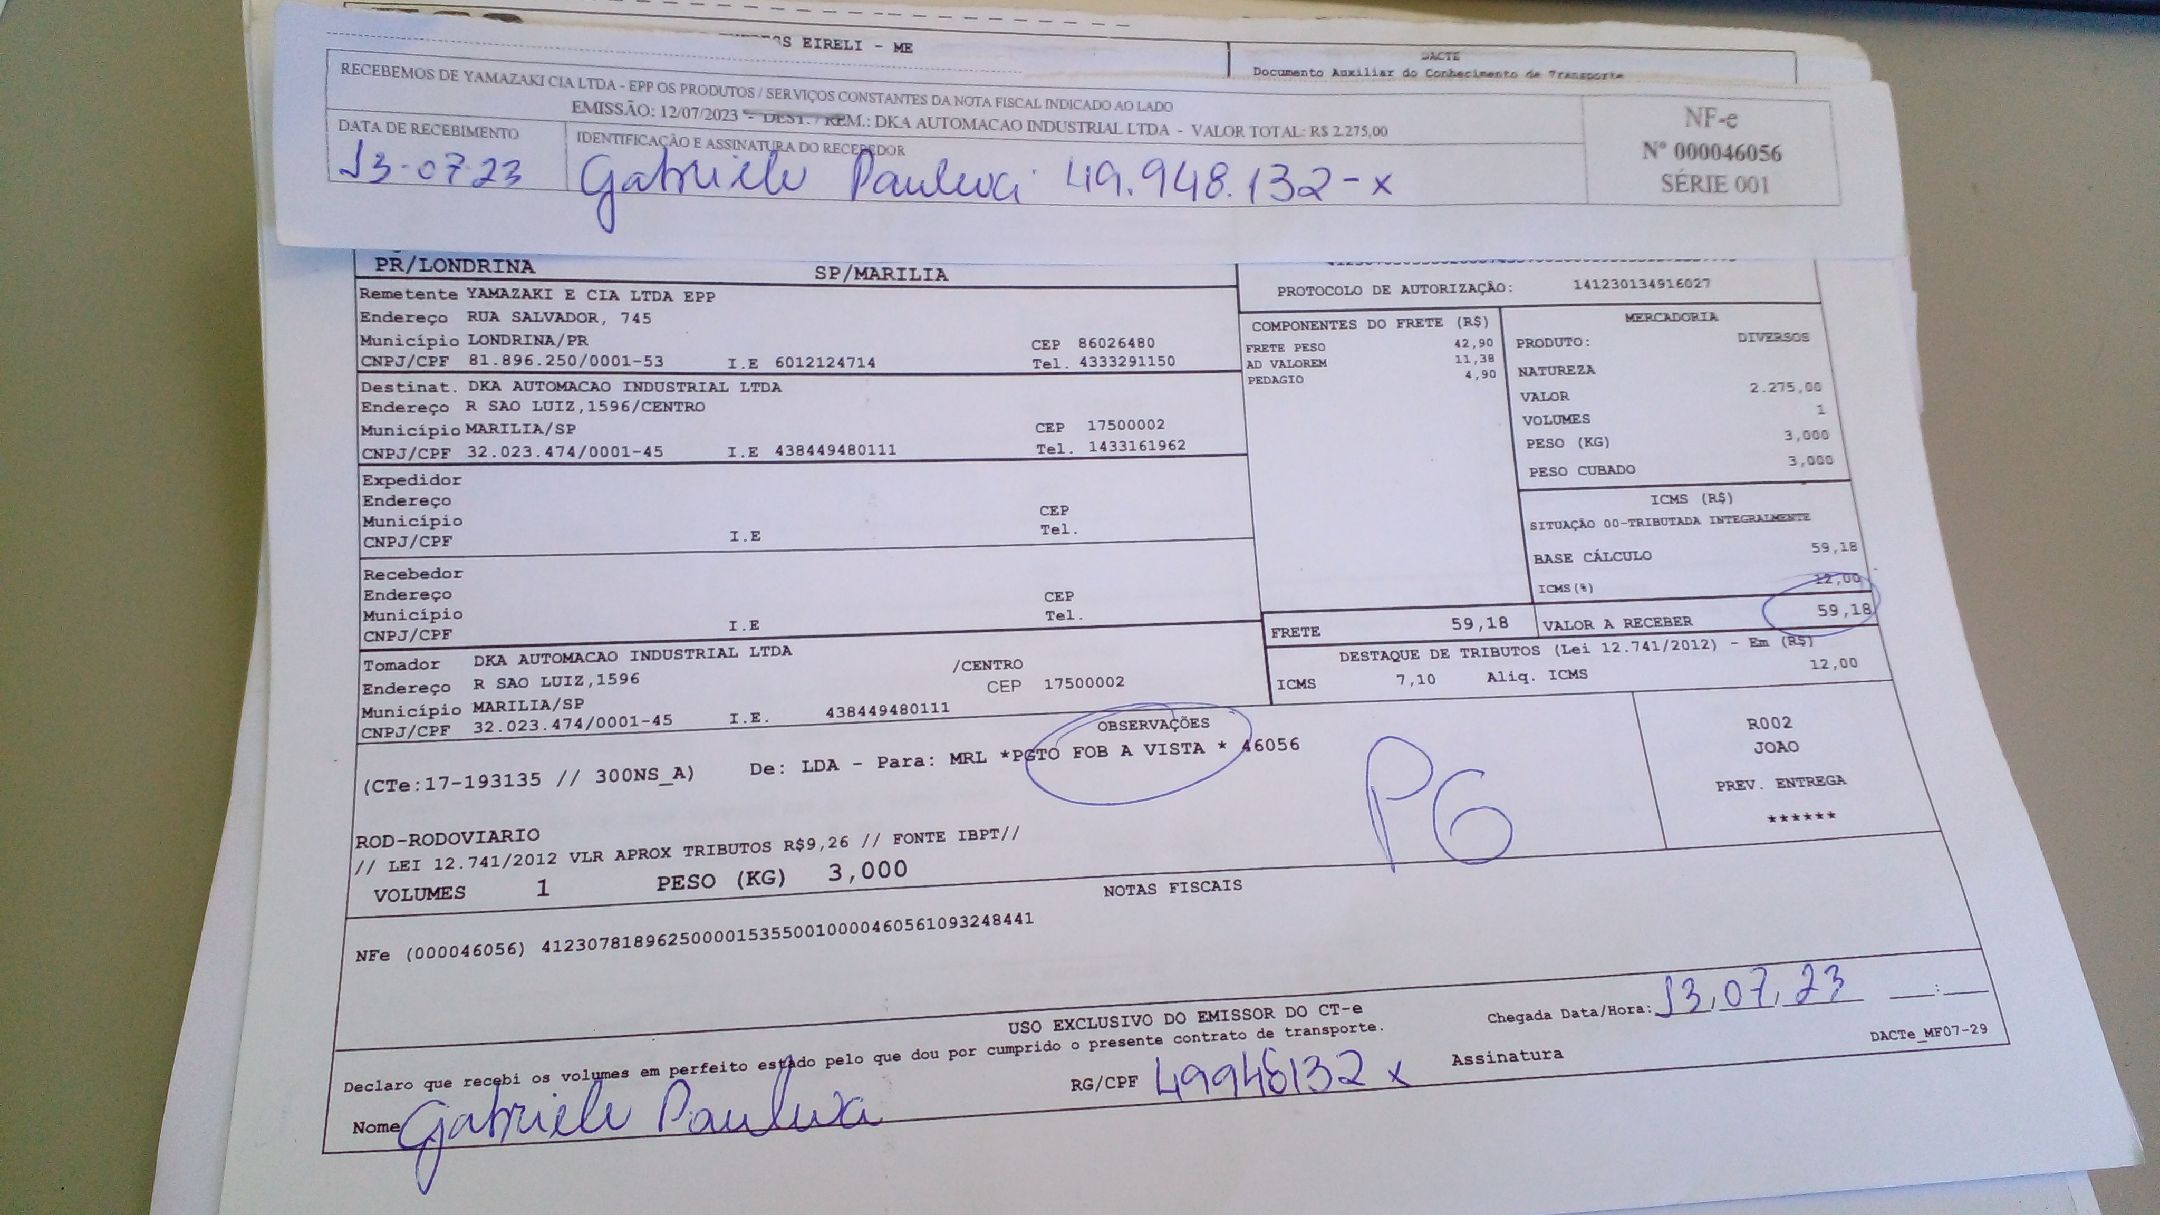 S EIRELI - ME
DACTE
Documento Auxiliar do Conhecimento de Transporte
RECEBEMOS DE YAMAZAKI CIA LTDA - EPP OS PRODUTOS / SERVIÇOS CONSTANTES DA NOTA FISCAL INDICADO AO LADO
EMISSÃO: 12/07/2023 - DEST. / REM.: DKA AUTOMACAO INDUSTRIAL LTDA - VALOR TOTAL: R$ 2.275,00
DATA DE RECEBIMENTO
13-07-23
IDENTIFICAÇÃO E ASSINATURA DO RECEBEDOR
Gabriele 49.948.132-x
NF-e
Nº 000046056
SÉRIE 001
PR/LONDRINA SP/MARILIA
Remetente YAMAZAKI E CIA LTDA EPP
Endereço RUA SALVADOR, 745
Município LONDRINA/PR CEP 86026480
CNPJ/CPF 81.896.250/0001-53 I.E 6012124714 Tel. 4333291150
Destinat. DKA AUTOMACAO INDUSTRIAL LTDA
Endereço R SAO LUIZ,1596/CENTRO
Município MARILIA/SP CEP 17500002
CNPJ/CPF 32.023.474/0001-45 I.E 438449480111 Tel. 1433161962
Expedidor
Endereço
Município CEP
CNPJ/CPF I.E Tel.
Recebedor
Endereço
Município CEP
CNPJ/CPF I.E Tel.
Tomador DKA AUTOMACAO INDUSTRIAL LTDA
Endereço R SAO LUIZ,1596 /CENTRO
Município MARILIA/SP CEP 17500002
CNPJ/CPF 32.023.474/0001-45 I.E. 438449480111
PROTOCOLO DE AUTORIZAÇÃO: 141230134916027
COMPONENTES DO FRETE (R$)
FRETE PESO 42,90
AD VALOREM 11,38
PEDAGIO 4,90
MERCADORIA
PRODUTO: DIVERSOS
NATUREZA
VALOR 2.275,00
VOLUMES 1
PESO (KG) 3,000
PESO CUBADO 3,000
ICMS (R$)
SITUAÇÃO 00-TRIBUTADA INTEGRALMENTE
BASE CÁLCULO 59,18
ICMS(%) 12,00
FRETE 59,18 VALOR A RECEBER 59,18
DESTAQUE DE TRIBUTOS (Lei 12.741/2012) - Em (R$)
ICMS 7,10 Aliq. ICMS 12,00
OBSERVAÇÕES
(CTe:17-193135 // 300NS_A) De: LDA - Para: MRL *PGTO FOB A VISTA * 46056
PG
R002
JOAO
PREV. ENTREGA
******
ROD-RODOVIARIO
// LEI 12.741/2012 VLR APROX TRIBUTOS R$9,26 // FONTE IBPT//
VOLUMES 1 PESO (KG) 3,000
NOTAS FISCAIS
NFe (000046056) 41230781896250000153550010000460561093248441
USO EXCLUSIVO DO EMISSOR DO CT-e
Declaro que recebi os volumes em perfeito estado pelo que dou por cumprido o presente contrato de transporte.
Chegada Data/Hora: 13,07,23 __:__
Nome Gabriele RG/CPF 49948132 x Assinatura
DACTe_MF07-29